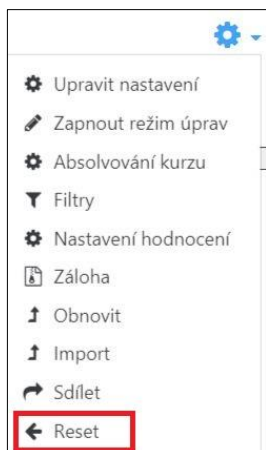 Upravit nastavení
Zapnout režim úprav
Absolvování kurzu
Filtry
Nastavení hodnocení
Záloha
Obnovit
Import
Sdílet
Reset